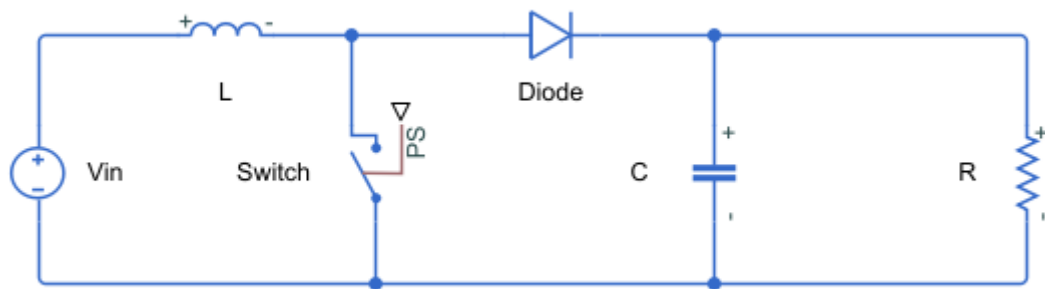 + -
L
Diode
PS
+
+
+
-
Vin
Switch
C
R
-
-